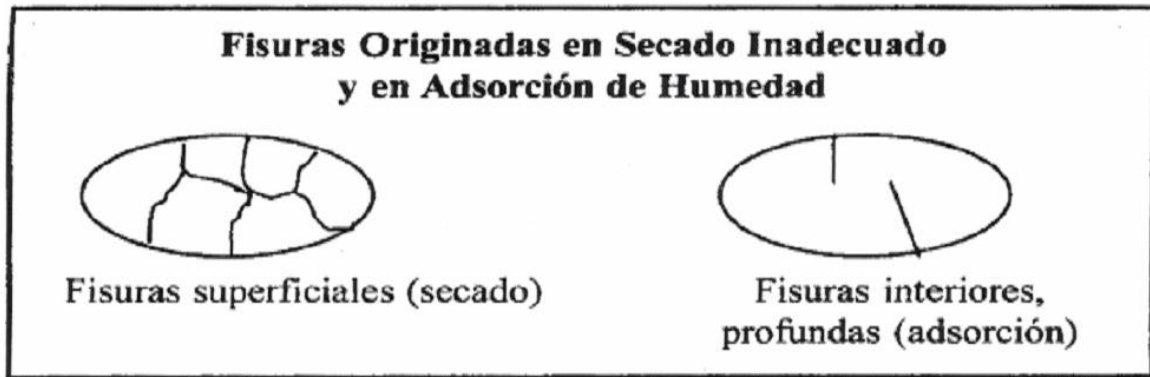 Fisuras Originadas en Secado Inadecuado
y en Adsorción de Humedad
Fisuras superficiales (secado)
Fisuras interiores,
profundas (adsorción)